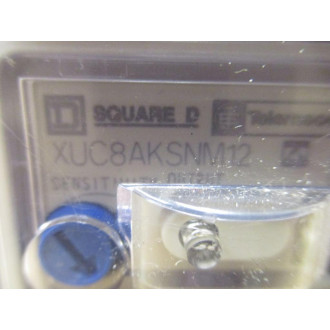 SQUARE D
XUC8AKSNM12
SENSITIVITY OUTPUT